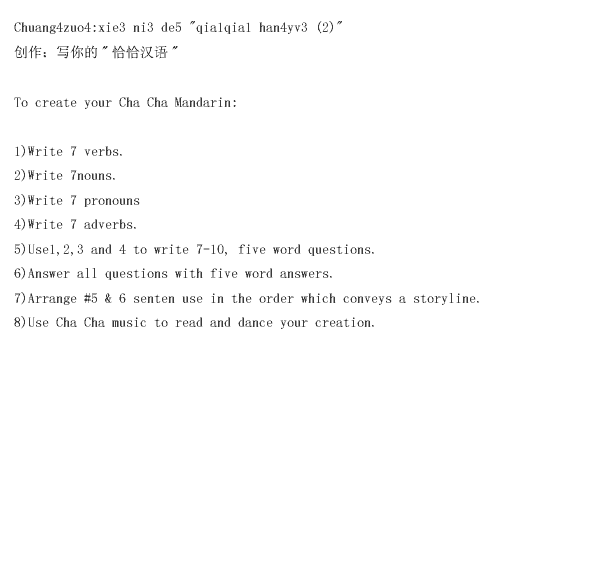 Chuang4zuo4:xie3 ni3 de5 "qia1qia1 han4yv3 (2)"
创作：写你的"恰恰汉语"
To create your Cha Cha Mandarin:
1)Write 7 verbs.
2)Write 7nouns.
3)Write 7 pronouns
4)Write 7 adverbs.
5)Use1,2,3 and 4 to write 7-10, five word questions.
6)Answer all questions with five word answers.
7)Arrange #5 & 6 senten use in the order which conveys a storyline.
8)Use Cha Cha music to read and dance your creation.